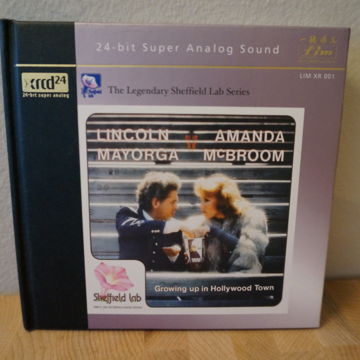 24-bit Super Analog Sound
LIM XR 001
xrcd24
24-bit super analog
The Legendary Sheffield Lab Series
LINCOLN AMANDA
MAYORGA McBROOM
Sheffield lab
Growing up in Hollywood Town